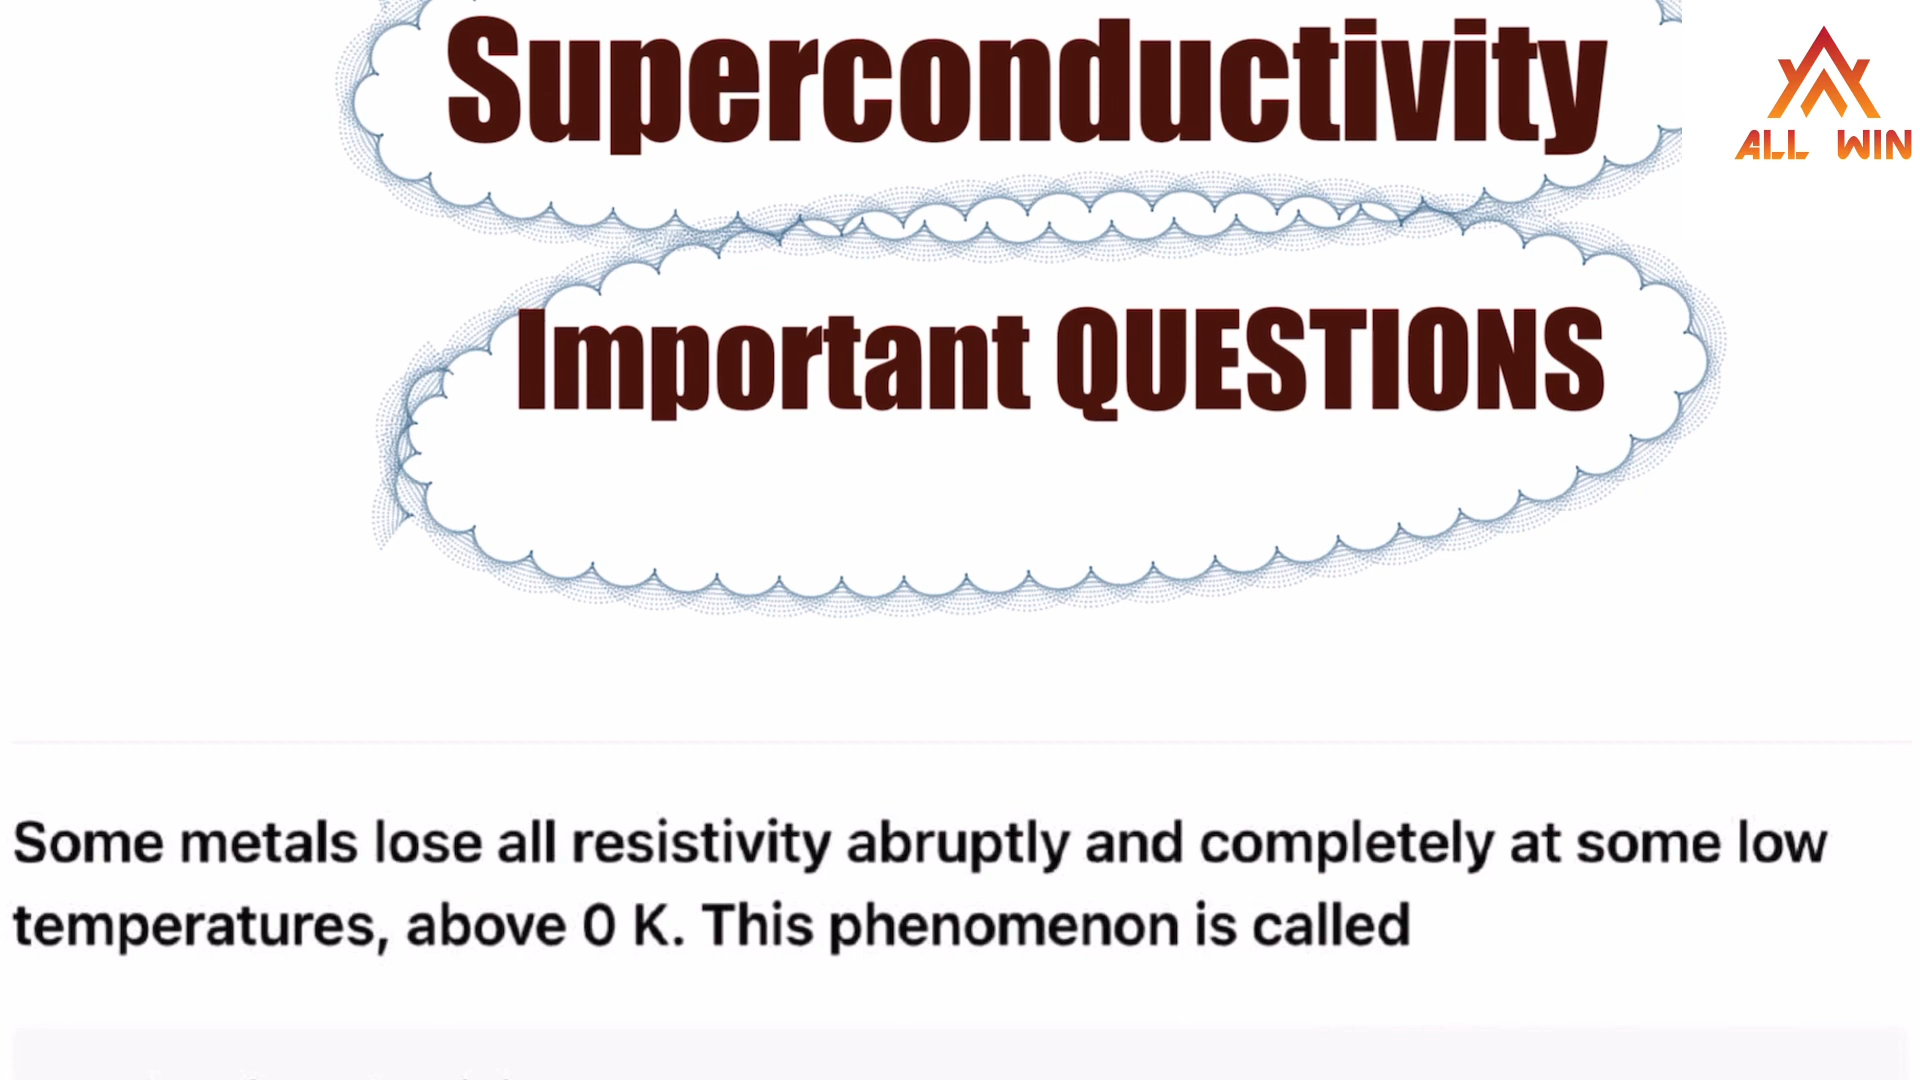 Superconductivity
ALL WIN
Important QUESTIONS
Some metals lose all resistivity abruptly and completely at some low
temperatures, above 0 K. This phenomenon is called